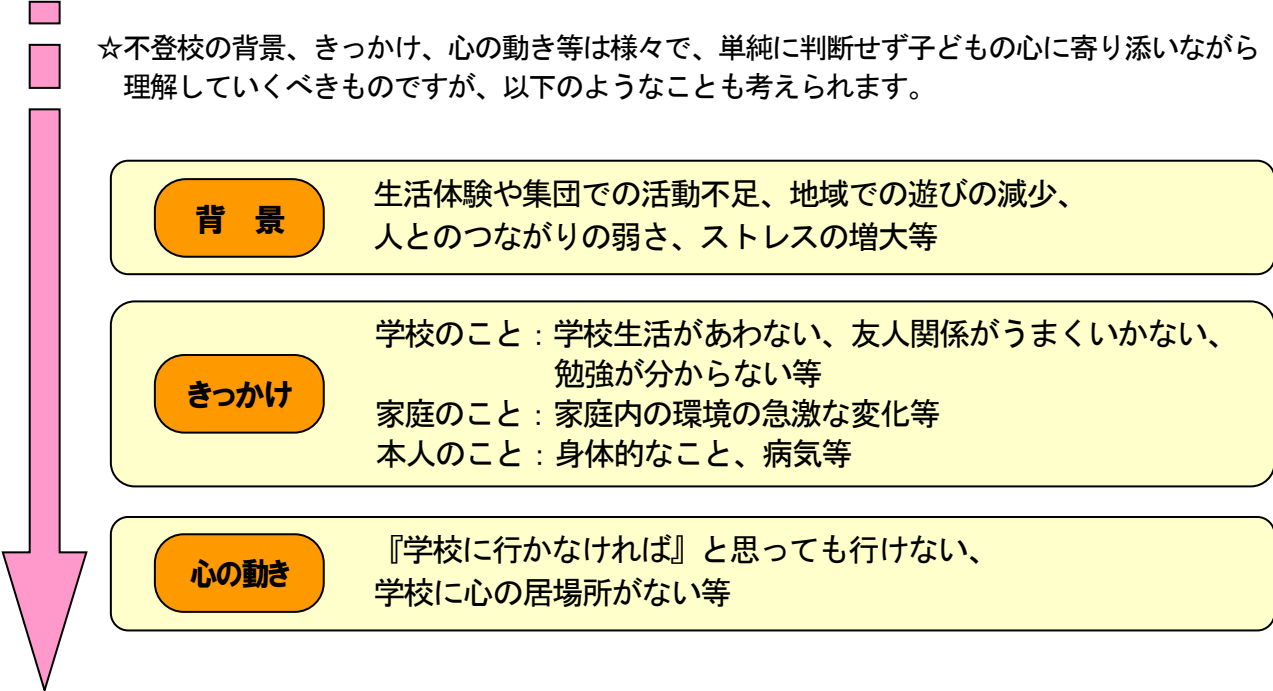 ☆不登校の背景、きっかけ、心の動き等は様々で、単純に判断せず子どもの心に寄り添いながら
理解していくべきものですが、以下のようなことも考えられます。
背　景
生活体験や集団での活動不足、地域での遊びの減少、
人とのつながりの弱さ、ストレスの増大等
きっかけ
学校のこと：学校生活があわない、友人関係がうまくいかない、
勉強が分からない等
家庭のこと：家庭内の環境の急激な変化等
本人のこと：身体的なこと、病気等
心の動き
『学校に行かなければ』と思っても行けない、
学校に心の居場所がない等